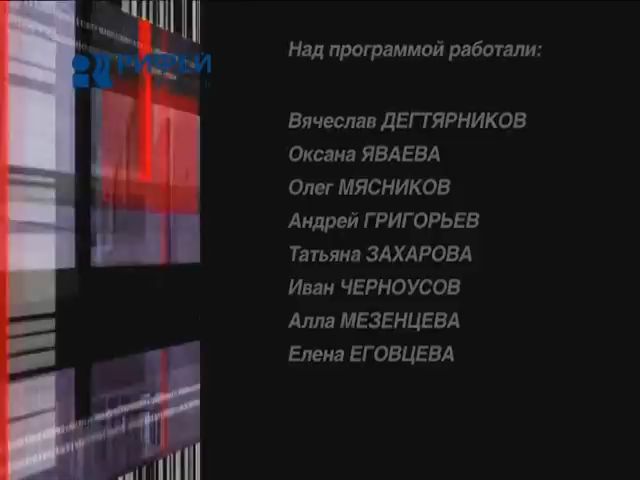 РИФЕЙ
Над программой работали:
Вячеслав ДЕГТЯРНИКОВ
Оксана ЯВАЕВА
Олег МЯСНИКОВ
Андрей ГРИГОРЬЕВ
Татьяна ЗАХАРОВА
Иван ЧЕРНОУСОВ
Алла МЕЗЕНЦЕВА
Елена ЕГОВЦЕВА